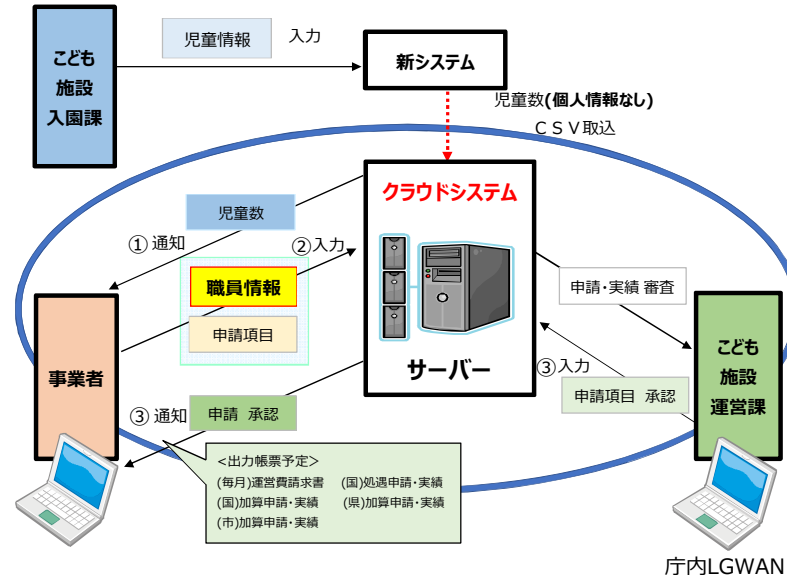 こども
施設
入園課
児童情報
入力
新システム
児童数(個人情報なし)
ＣＳＶ取込
クラウドシステム
サーバー
児童数
① 通知
②入力
職員情報
申請項目
申請・実績 審査
事業者
こども
施設
運営課
③入力
申請項目 承認
③ 通知
申請 承認
<出力帳票予定>
(毎月)運営費請求書 (国)処遇申請・実績
(国)加算申請・実績 (県)加算申請・実績
(市)加算申請・実績
庁内LGWAN